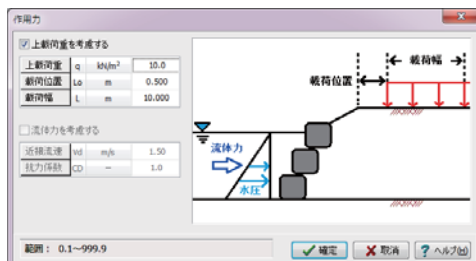 作用力
上載荷重を考慮する
上載荷重 q kN/m² 10.0
載荷位置 Lo m 0.500
載荷幅 L m 10.000
流体力を考慮する
近接流速 Vd m/s 1.50
抗力係数 CD - 1.0
載荷幅
載荷位置
流体力
水圧
範囲： 0.1～999.9
確定
取消
ヘルプ(H)